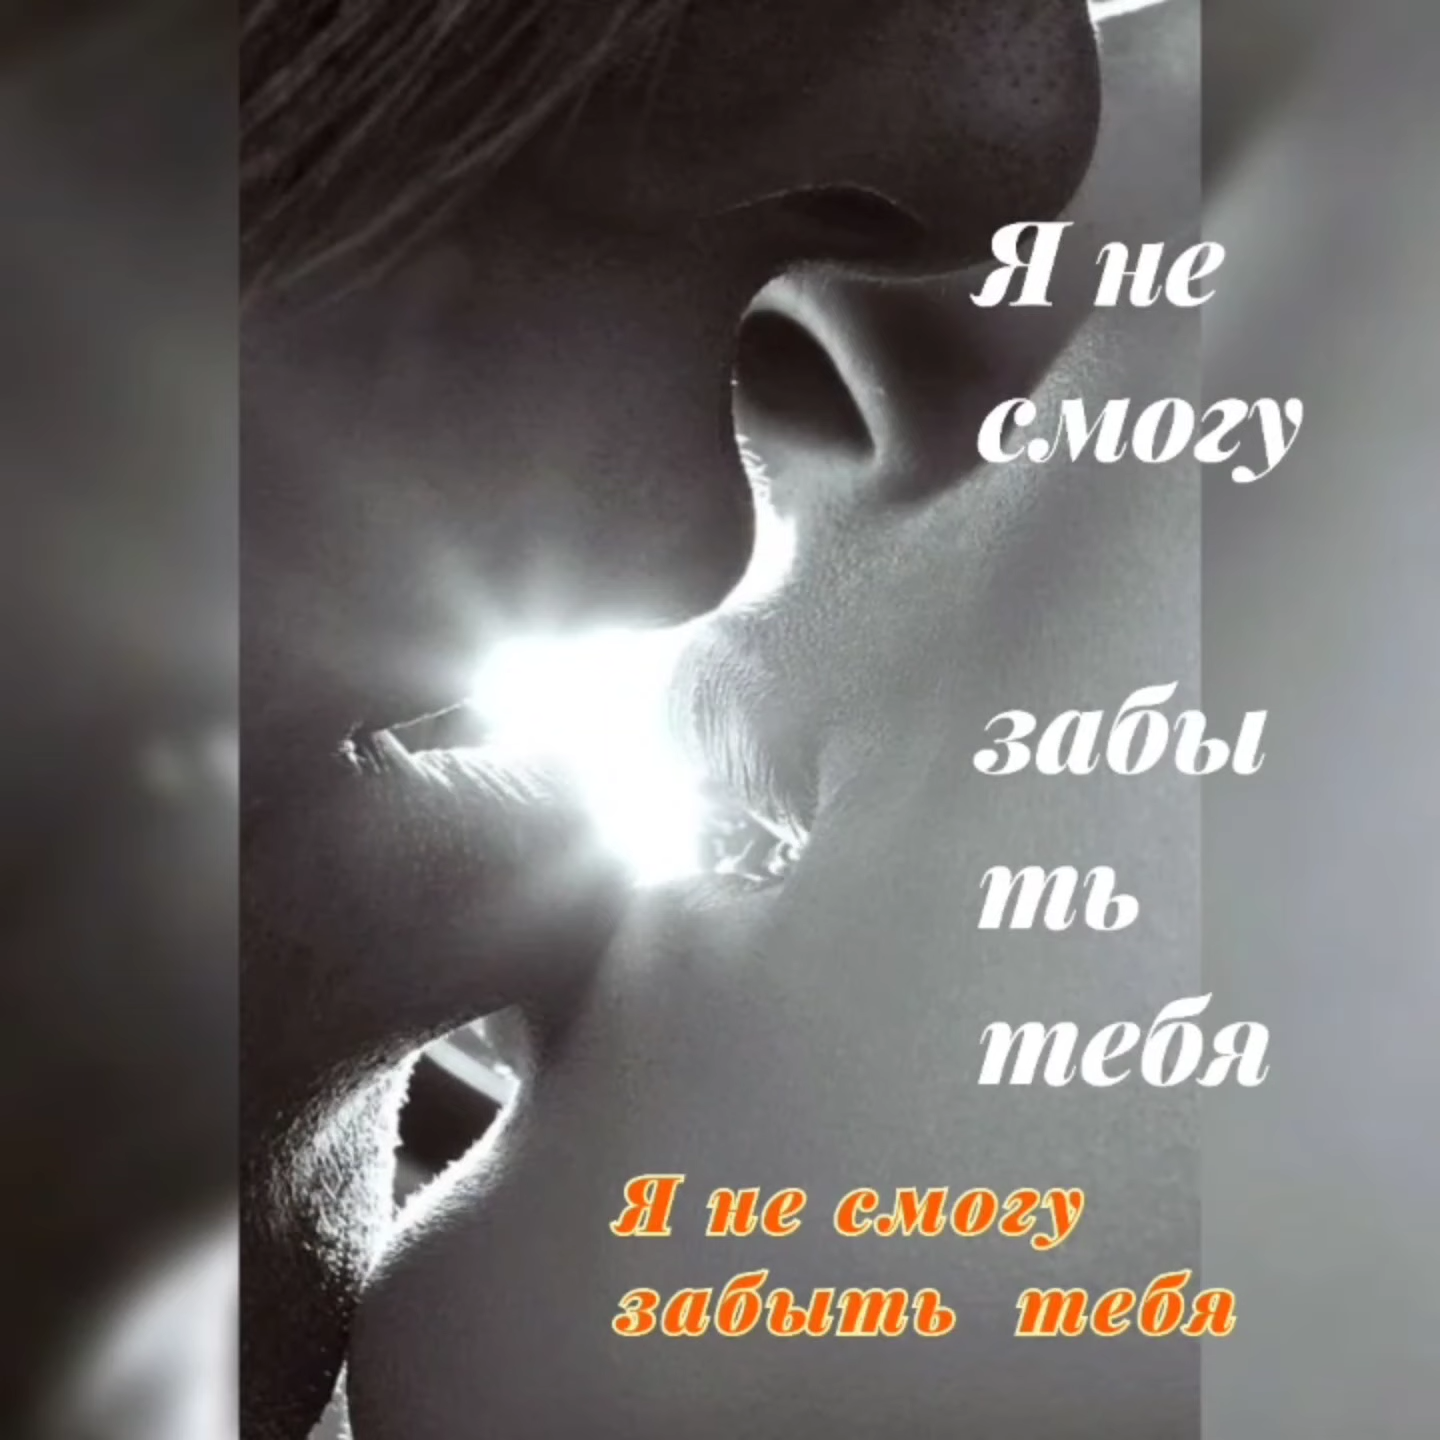 Я не
смогу
забы
ть
тебя
Я не смогу
забыть тебя